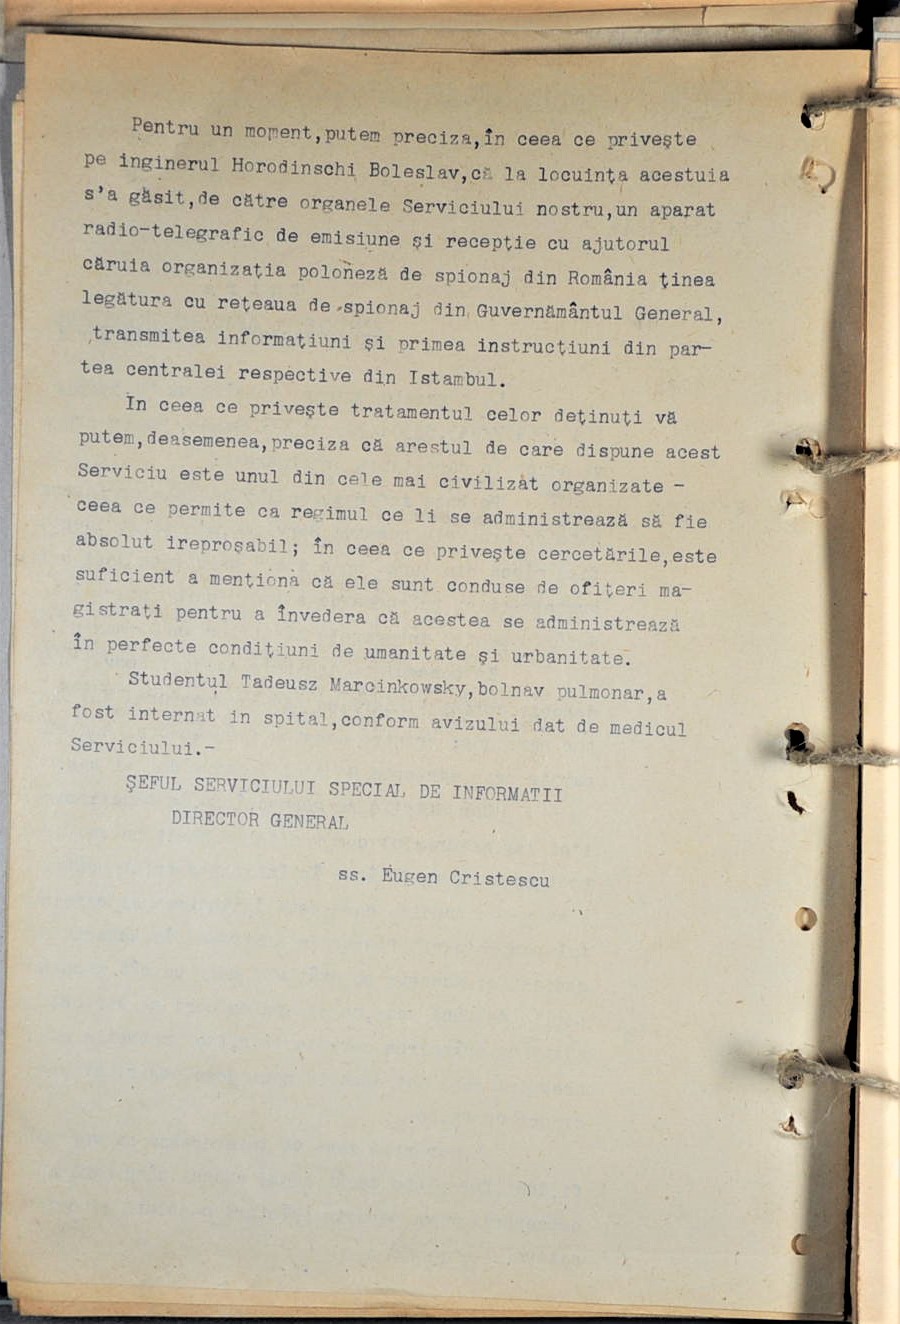 Pentru un moment,putem preciza,în ceea ce privește
pe inginerul Horodinschi Boleslav,că la locuința acestuia
s'a găsit,de către organele Serviciului nostru,un aparat
radio-telegrafic de emisiune și recepție cu ajutorul
căruia organizația poloneză de spionaj din România ținea
legătura cu rețeaua de spionaj din Guvernământul General,
transmitea informațiuni și primea instrucțiuni din par-
tea centralei respective din Istambul.
In ceea ce privește tratamentul celor deținuți vă
putem,deasemenea,preciza că arestul de care dispune acest
Serviciu este unul din cele mai civilizat organizate -
ceea ce permite ca regimul ce li se administrează să fie
absolut ireproșabil; în ceea ce privește cercetările,este
suficient a menționa că ele sunt conduse de ofițeri ma-
gistrați pentru a învedera că acestea se administrează
în perfecte condițiuni de umanitate și urbanitate.
Studentul Tadeusz Marcinkowsky,bolnav pulmonar,a
fost internat in spital,conform avizului dat de medicul
Serviciului.-
ȘEFUL SERVICIULUI SPECIAL DE INFORMATII
DIRECTOR GENERAL
ss. Eugen Cristescu